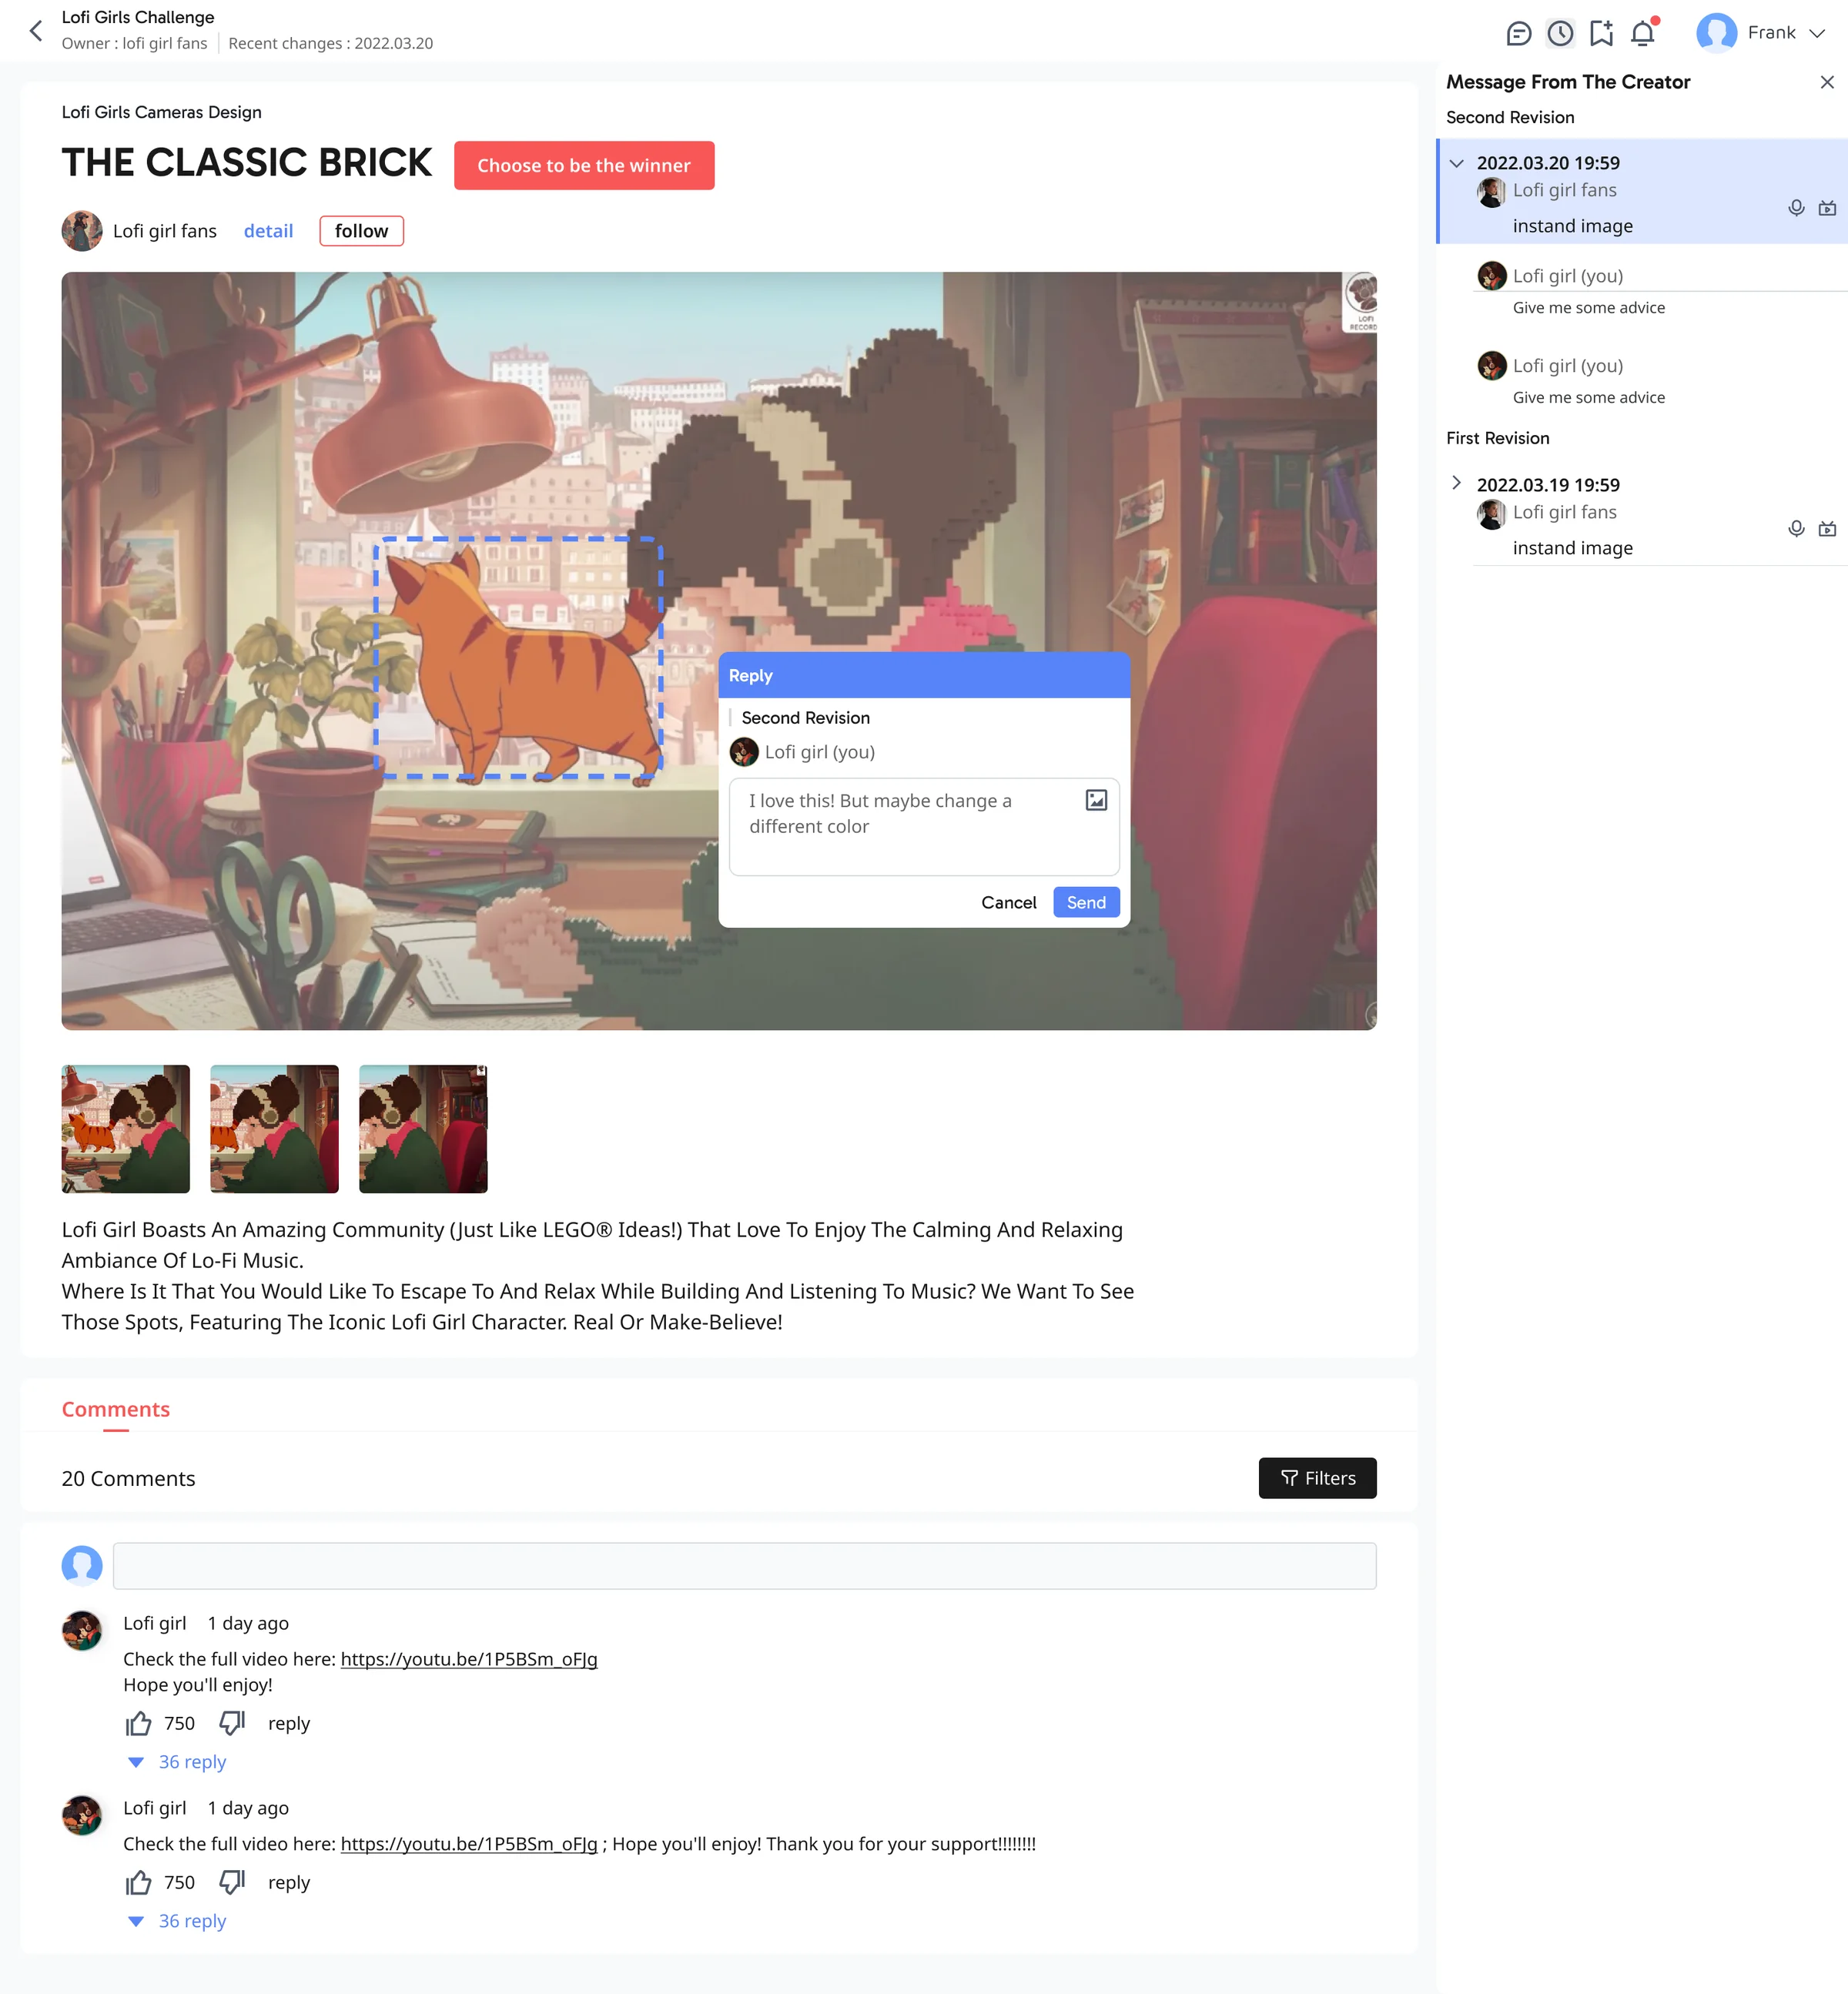 Lofi Girls Challenge
Owner : lofi girl fans
Recent changes : 2022.03.20
Frank
Lofi Girls Cameras Design
THE CLASSIC BRICK
Choose to be the winner
Lofi girl fans
detail
follow
LOFI
RECORD
Reply
Second Revision
Lofi girl (you)
I love this! But maybe change a
different color
Cancel
Send
Lofi Girl Boasts An Amazing Community (Just Like LEGO® Ideas!) That Love To Enjoy The Calming And Relaxing
Ambiance Of Lo-Fi Music.
Where Is It That You Would Like To Escape To And Relax While Building And Listening To Music? We Want To See
Those Spots, Featuring The Iconic Lofi Girl Character. Real Or Make-Believe!
Comments
20 Comments
Filters
Lofi girl 1 day ago
Check the full video here: https://youtu.be/1P5BSm_oFJg
Hope you'll enjoy!
750 reply
36 reply
Lofi girl 1 day ago
Check the full video here: https://youtu.be/1P5BSm_oFJg ; Hope you'll enjoy! Thank you for your support!!!!!!!!
750 reply
36 reply
Message From The Creator
Second Revision
2022.03.20 19:59
Lofi girl fans
instand image
Lofi girl (you)
Give me some advice
Lofi girl (you)
Give me some advice
First Revision
2022.03.19 19:59
Lofi girl fans
instand image